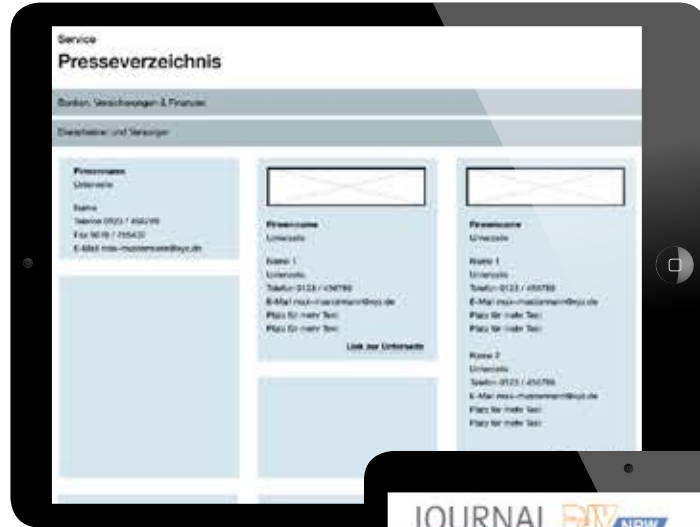 Service
Presseverzeichnis
Banken, Versicherungen & Finanzen
Dienstleister und Versorger
Firmenname
Unterzeile
Name
Telefon 0123 / 456789
Fax
E-Mail max-mustermann@xyz.de
Firmenname
Unterzeile
Name 1
Unterzeile
Telefon 0123 / 456789
E-Mail max-mustermann@xyz.de
Platz für mehr Text
Platz für mehr Text
Link zur Unterseite
Firmenname
Unterzeile
Name 1
Unterzeile
Telefon 0123 / 456789
E-Mail max-mustermann@xyz.de
Platz für mehr Text
Platz für mehr Text
Name 2
Unterzeile
Telefon 0123 / 456789
E-Mail max-mustermann@xyz.de
Platz für mehr Text
Platz für mehr Text
JOURNAL DJV NRW